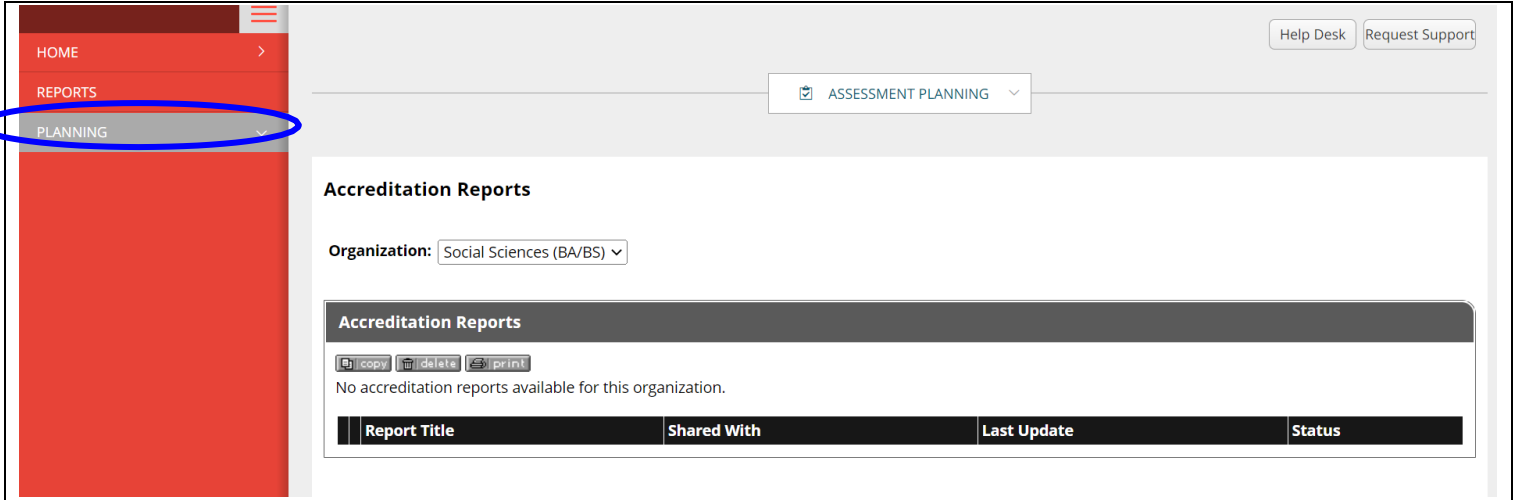 HOME
Help Desk
Request Support
REPORTS
ASSESSMENT PLANNING
PLANNING
Accreditation Reports
Organization: Social Sciences (BA/BS)
Accreditation Reports
copy delete print
No accreditation reports available for this organization.
Report Title Shared With Last Update Status